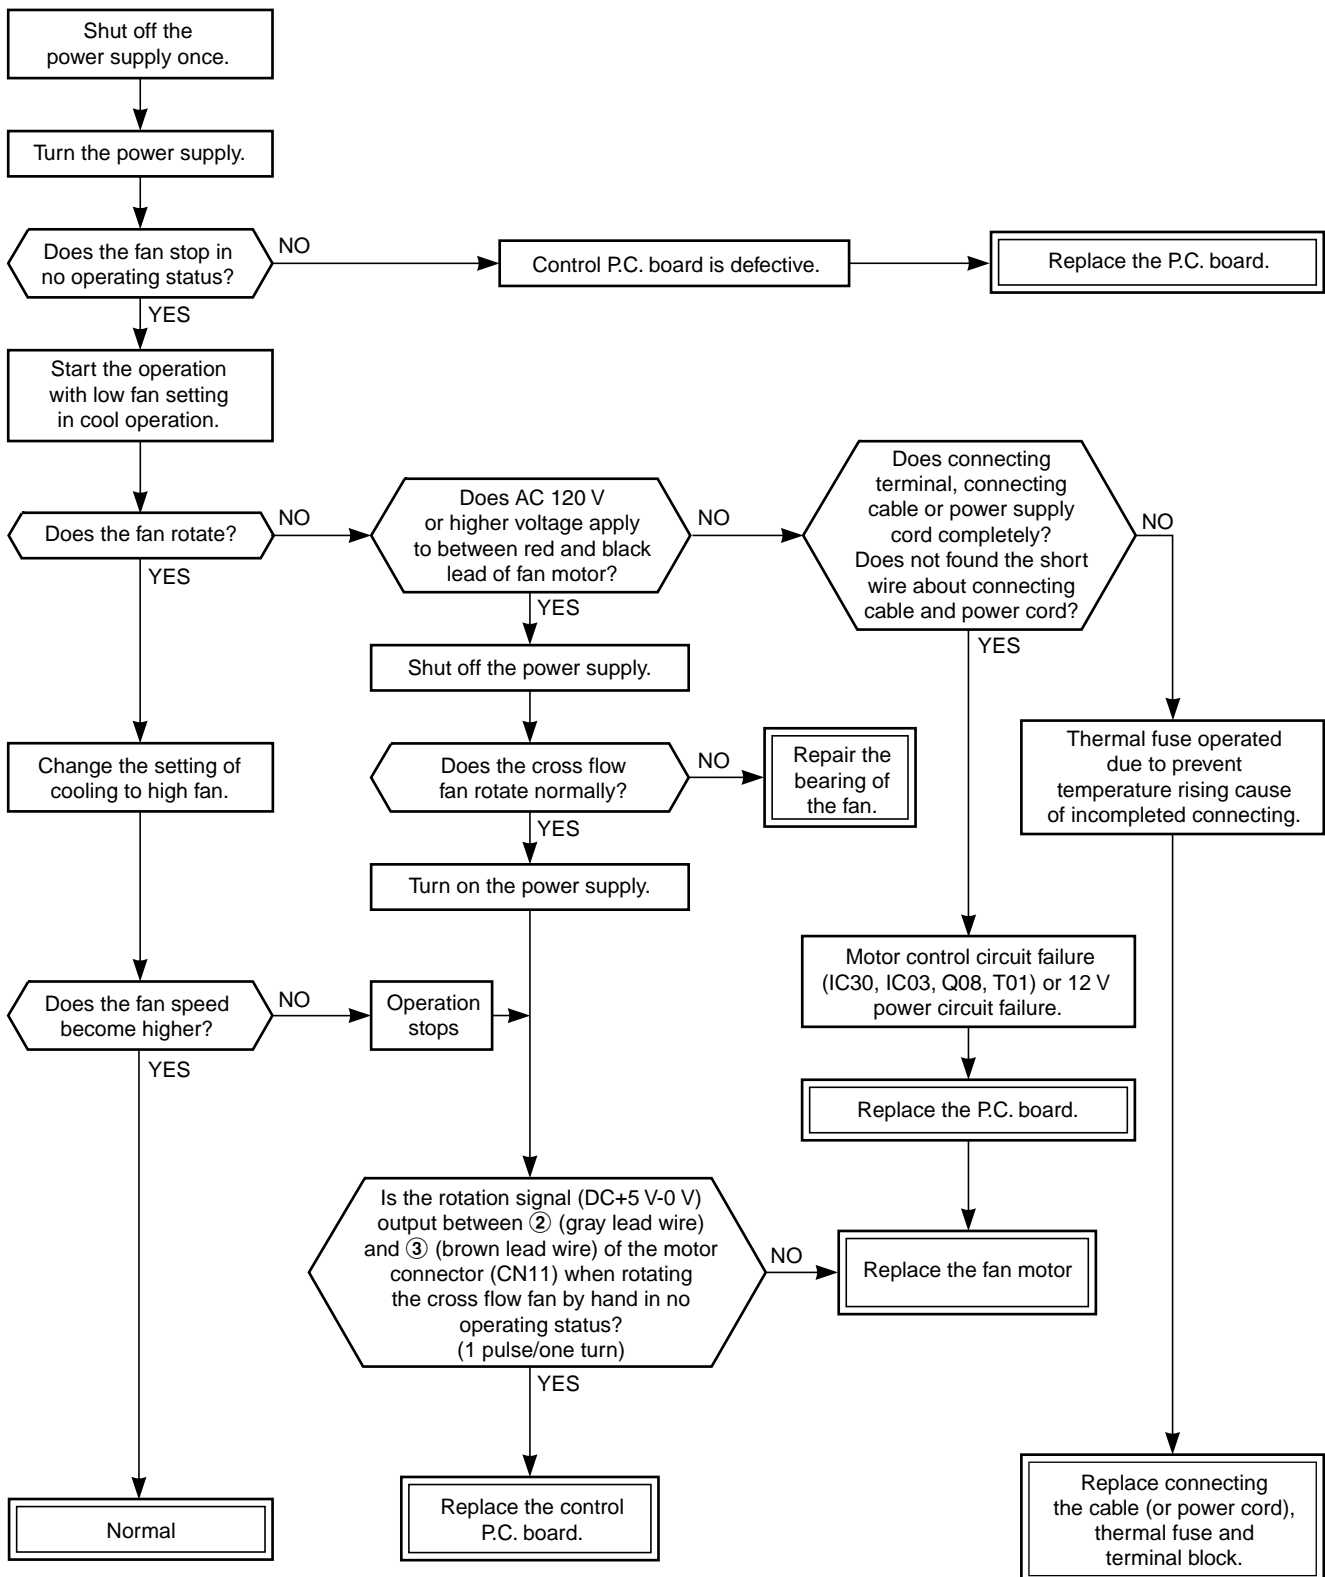 Shut off the
power supply once.
Turn the power supply.
Does the fan stop in
no operating status?
NO
Control P.C. board is defective.
Replace the P.C. board.
YES
Start the operation
with low fan setting
in cool operation.
Does the fan rotate?
NO
Does AC 120 V
or higher voltage apply
to between red and black
lead of fan motor?
NO
Does connecting
terminal, connecting
cable or power supply
cord completely?
Does not found the short
wire about connecting
cable and power cord?
NO
YES
YES
YES
Shut off the power supply.
Change the setting of
cooling to high fan.
Does the cross flow
fan rotate normally?
NO
Repair the
bearing of
the fan.
Thermal fuse operated
due to prevent
temperature rising cause
of incompleted connecting.
YES
Turn on the power supply.
Motor control circuit failure
(IC30, IC03, Q08, T01) or 12 V
power circuit failure.
Does the fan speed
become higher?
NO
Operation
stops
YES
Replace the P.C. board.
Is the rotation signal (DC+5 V-0 V)
output between ② (gray lead wire)
and ③ (brown lead wire) of the motor
connector (CN11) when rotating
the cross flow fan by hand in no
operating status?
(1 pulse/one turn)
NO
Replace the fan motor
YES
Normal
Replace the control
P.C. board.
Replace connecting
the cable (or power cord),
thermal fuse and
terminal block.